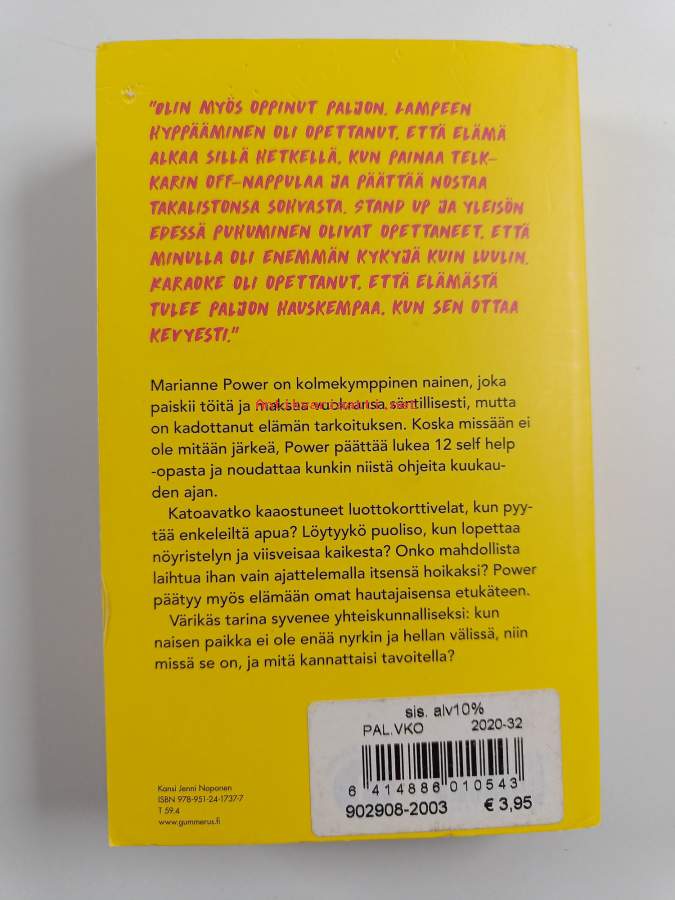 "OLIN MYÖS OPPINUT PALJON. LAMPEEN
HYPPÄÄMINEN OLI OPETTANUT, ETTÄ ELÄMÄ
ALKAA SILLÄ HETKELLÄ, KUN PAINAA TELK-
KARIN OFF-NAPPULAA JA PÄÄTTÄÄ NOSTAA
TAKALISTONSA SOHVASTA. STAND UP JA YLEISÖN
EDESSÄ PUHUMINEN OLIVAT OPETTANEET, ETTÄ
MINULLA OLI ENEMMÄN KYKYJÄ KUIN LUULIN.
KARAOKE OLI OPETTANUT, ETTÄ ELÄMÄSTÄ
TULEE PALJON HAUSKEMPAA, KUN SEN OTTAA
KEVYESTI."
Marianne Power on kolmekymppinen nainen, joka
paiskii töitä ja maksaa vuokransa säntillisesti, mutta
on kadottanut elämän tarkoituksen. Koska missään ei
ole mitään järkeä, Power päättää lukea 12 self help
-opasta ja noudattaa kunkin niistä ohjeita kuukau-
den ajan.
Katoavatko kaaostuneet luottokorttivelat, kun pyy-
tää enkeleiltä apua? Löytyykö puoliso, kun lopettaa
nöyristelyn ja viisveisaa kaikesta? Onko mahdollista
laihtua ihan vain ajattelemalla itsensä hoikaksi? Power
päätyy myös elämään omat hautajaisensa etukäteen.
Värikäs tarina syvenee yhteiskunnalliseksi: kun
naisen paikka ei ole enää nyrkin ja hellan välissä, niin
missä se on, ja mitä kannattaisi tavoitella?
sis. alv10%
PAL.VKO 2020-32
6 414886 010543
902908-2003 € 3,95
Kansi Jenni Noponen
ISBN 978-951-24-1737-7
T 59.4
www.gummerus.fi